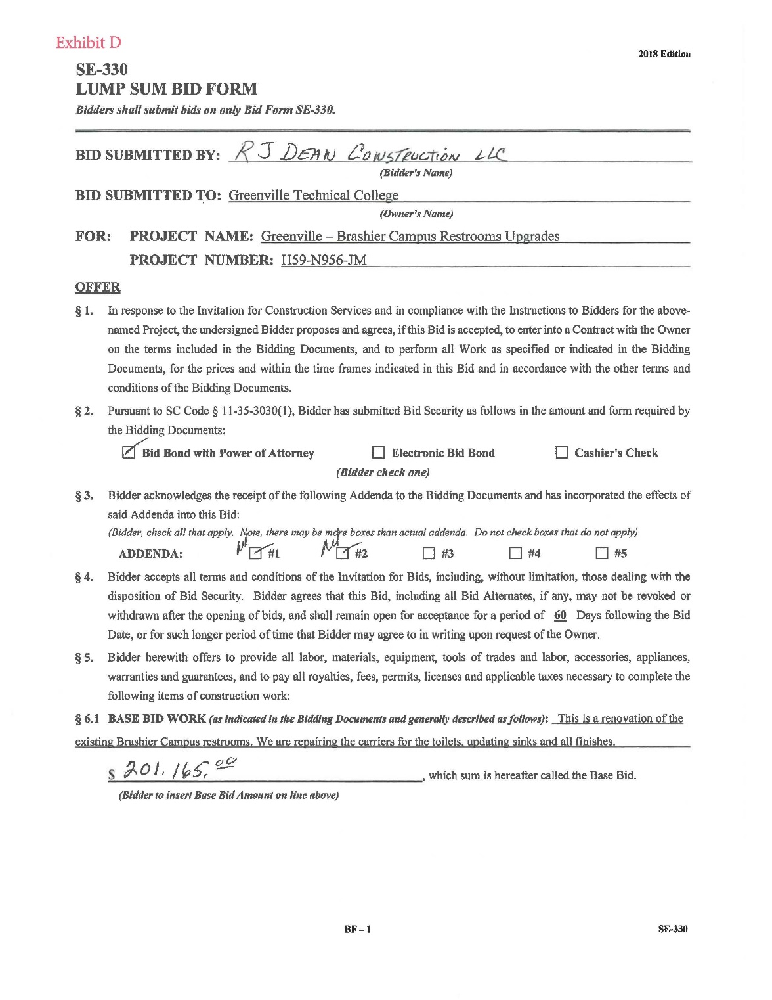 Exhibit D
2018 Edition
SE-330
LUMP SUM BID FORM
Bidders shall submit bids on only Bid Form SE-330.
BID SUBMITTED BY: R J DEAN CONSTRUCTION LLC
(Bidder's Name)
BID SUBMITTED TO: Greenville Technical College
(Owner's Name)
FOR: PROJECT NAME: Greenville – Brashier Campus Restrooms Upgrades
PROJECT NUMBER: H59-N956-JM
OFFER
§ 1. In response to the Invitation for Construction Services and in compliance with the Instructions to Bidders for the above-
named Project, the undersigned Bidder proposes and agrees, if this Bid is accepted, to enter into a Contract with the Owner
on the terms included in the Bidding Documents, and to perform all Work as specified or indicated in the Bidding
Documents, for the prices and within the time frames indicated in this Bid and in accordance with the other terms and
conditions of the Bidding Documents.
§ 2. Pursuant to SC Code § 11-35-3030(1), Bidder has submitted Bid Security as follows in the amount and form required by
the Bidding Documents:
☑ Bid Bond with Power of Attorney ☐ Electronic Bid Bond ☐ Cashier's Check
(Bidder check one)
§ 3. Bidder acknowledges the receipt of the following Addenda to the Bidding Documents and has incorporated the effects of
said Addenda into this Bid:
(Bidder, check all that apply. Note, there may be more boxes than actual addenda. Do not check boxes that do not apply)
ADDENDA: ☑ #1 ☑ #2 ☐ #3 ☐ #4 ☐ #5
§ 4. Bidder accepts all terms and conditions of the Invitation for Bids, including, without limitation, those dealing with the
disposition of Bid Security. Bidder agrees that this Bid, including all Bid Alternates, if any, may not be revoked or
withdrawn after the opening of bids, and shall remain open for acceptance for a period of 60 Days following the Bid
Date, or for such longer period of time that Bidder may agree to in writing upon request of the Owner.
§ 5. Bidder herewith offers to provide all labor, materials, equipment, tools of trades and labor, accessories, appliances,
warranties and guarantees, and to pay all royalties, fees, permits, licenses and applicable taxes necessary to complete the
following items of construction work:
§ 6.1 BASE BID WORK (as indicated in the Bidding Documents and generally described as follows): This is a renovation of the
existing Brashier Campus restrooms. We are repairing the carriers for the toilets, updating sinks and all finishes.
$ 201,165.00, which sum is hereafter called the Base Bid.
(Bidder to insert Base Bid Amount on line above)
BF – 1
SE-330